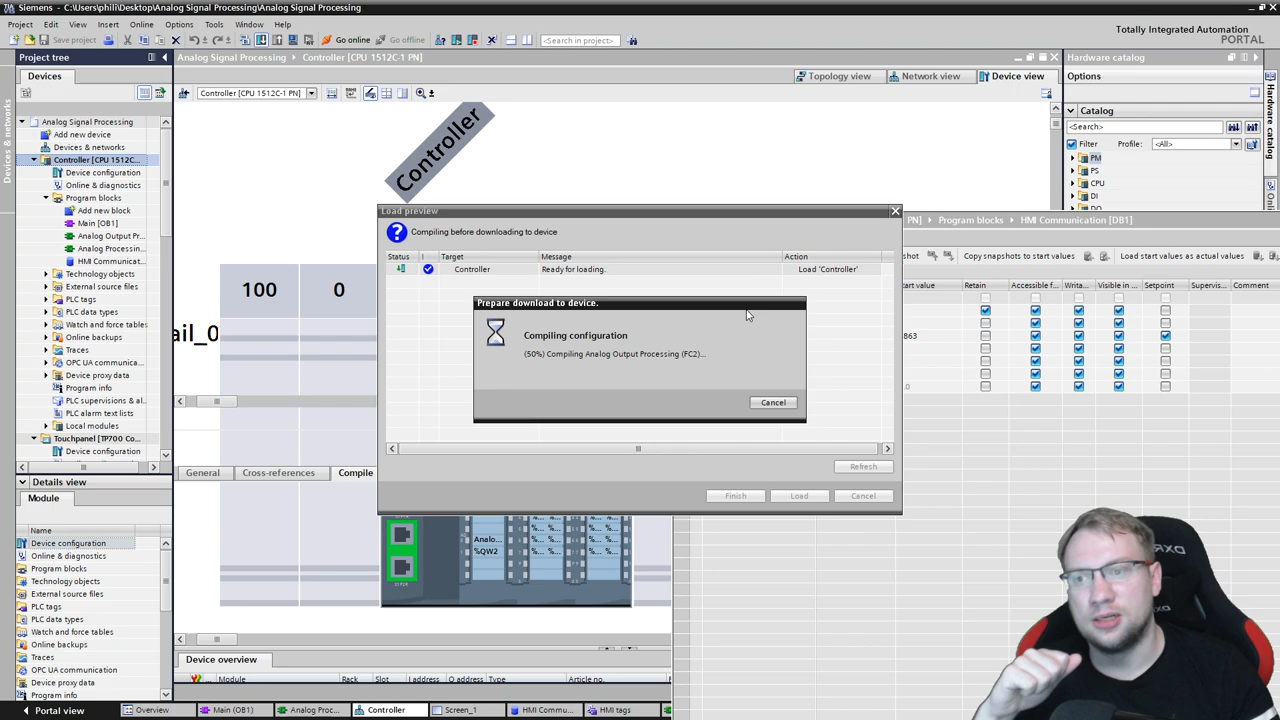 Siemens - C:\Users\phili\Desktop\Analog Signal Processing\Analog Signal Processing
Project Edit View Insert Online Options Tools Window Help
Save project Go online Go offline <Search in project>
Totally Integrated Automation
PORTAL
Project tree
Analog Signal Processing Controller [CPU 1512C-1 PN]
Hardware catalog
Devices
Topology view Network view Device view
Options
Controller [CPU 1512C-1 PN]
Catalog
<Search>
Filter Profile: <All>
PM
PS
CPU
DI
DQ
Devices & networks
Hardware catalog
Analog Signal Processing
Add new device
Devices & networks
Controller [CPU 1512C...
Device configuration
Online & diagnostics
Program blocks
Add new block
Main [OB1]
Analog Output Pr...
Analog Processin...
HMI Communicat...
Technology objects
External source files
PLC tags
PLC data types
Watch and force tables
Online backups
Traces
OPC UA communica...
Device proxy data
Program info
PLC supervisions & al...
PLC alarm text lists
Local modules
Touchpanel [TP700 Co...
Device configuration
Controller
100 0
ail_0
Load preview
Compiling before downloading to device
Status ! Target Message Action
Controller Ready for loading. Load 'Controller'
Prepare download to device.
Compiling configuration
(50%) Compiling Analog Output Processing (FC2)...
Cancel
Refresh
Finish Load Cancel
PN] Program blocks HMI Communication [DB1]
shot Copy snapshots to start values Load start values as actual values
tart value Retain Accessible f... Writa... Visible in ... Setpoint Supervis... Comment
863
.0
General Cross-references Compile
Details view
Module
Name
Device configuration
Online & diagnostics
Program blocks
Technology objects
External source files
PLC tags
PLC data types
Watch and force tables
Online backups
Traces
OPC UA communication
Device proxy data
Program info
Analo...
%QW2
%... %... %... %...
%... %... %... %...
Device overview
Module Rack Slot I address Q address Type Article no.
DXR
Portal view Overview Main (OB1) Analog Proc... Controller Screen_1 HMI Commu... HMI tags